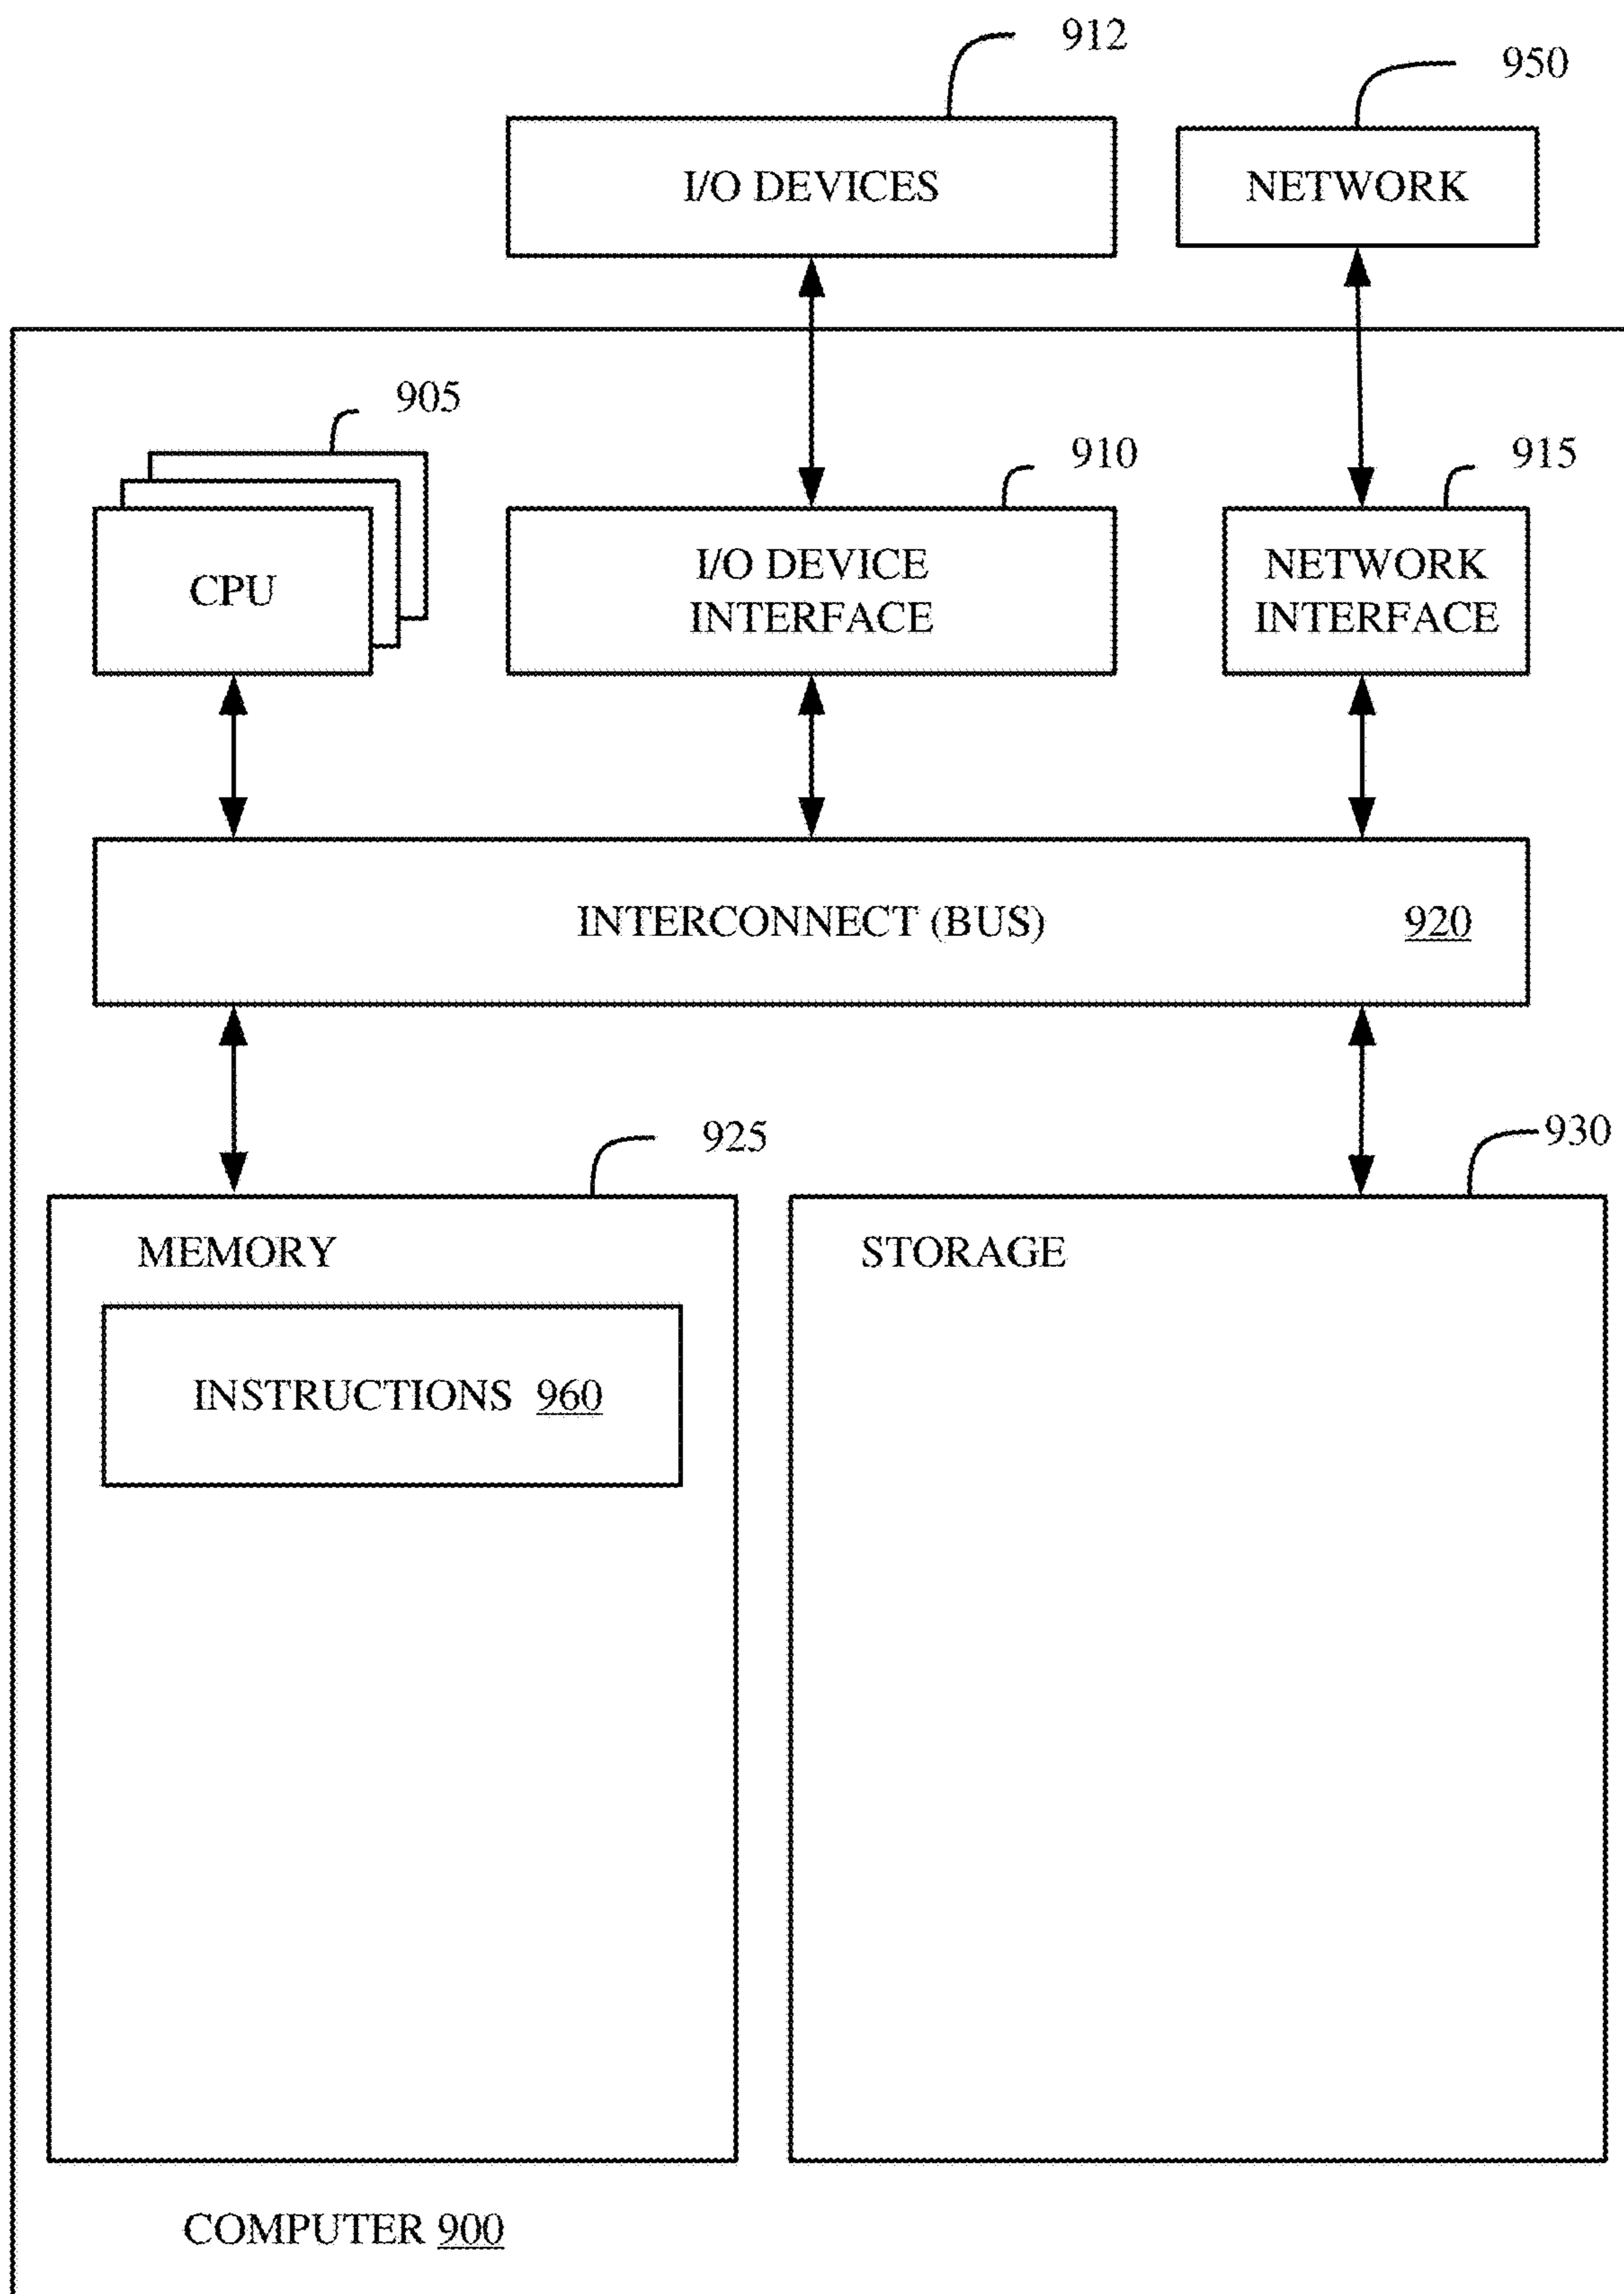 912
950
I/O DEVICES
NETWORK
905
910
915
CPU
I/O DEVICE
INTERFACE
NETWORK
INTERFACE
INTERCONNECT (BUS) 920
925
930
MEMORY
STORAGE
INSTRUCTIONS 960
COMPUTER 900